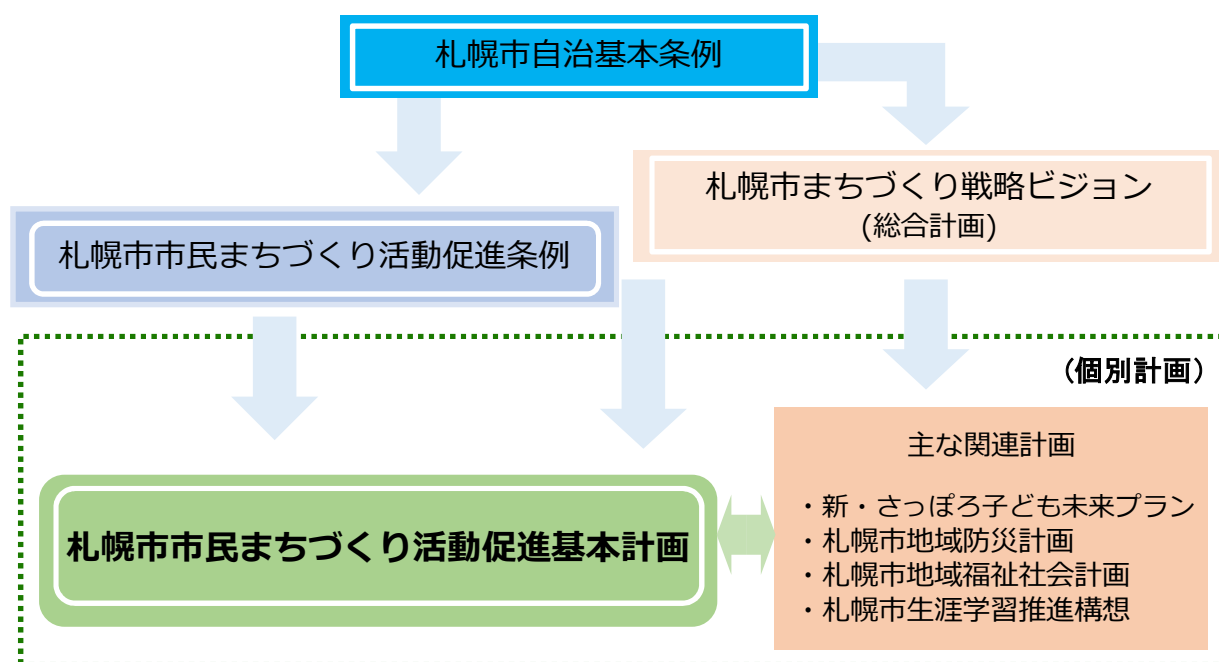 札幌市自治基本条例
札幌市まちづくり戦略ビジョン
(総合計画)
札幌市市民まちづくり活動促進条例
(個別計画)
主な関連計画
・新・さっぽろ子ども未来プラン
・札幌市地域防災計画
・札幌市地域福祉社会計画
・札幌市生涯学習推進構想
札幌市市民まちづくり活動促進基本計画